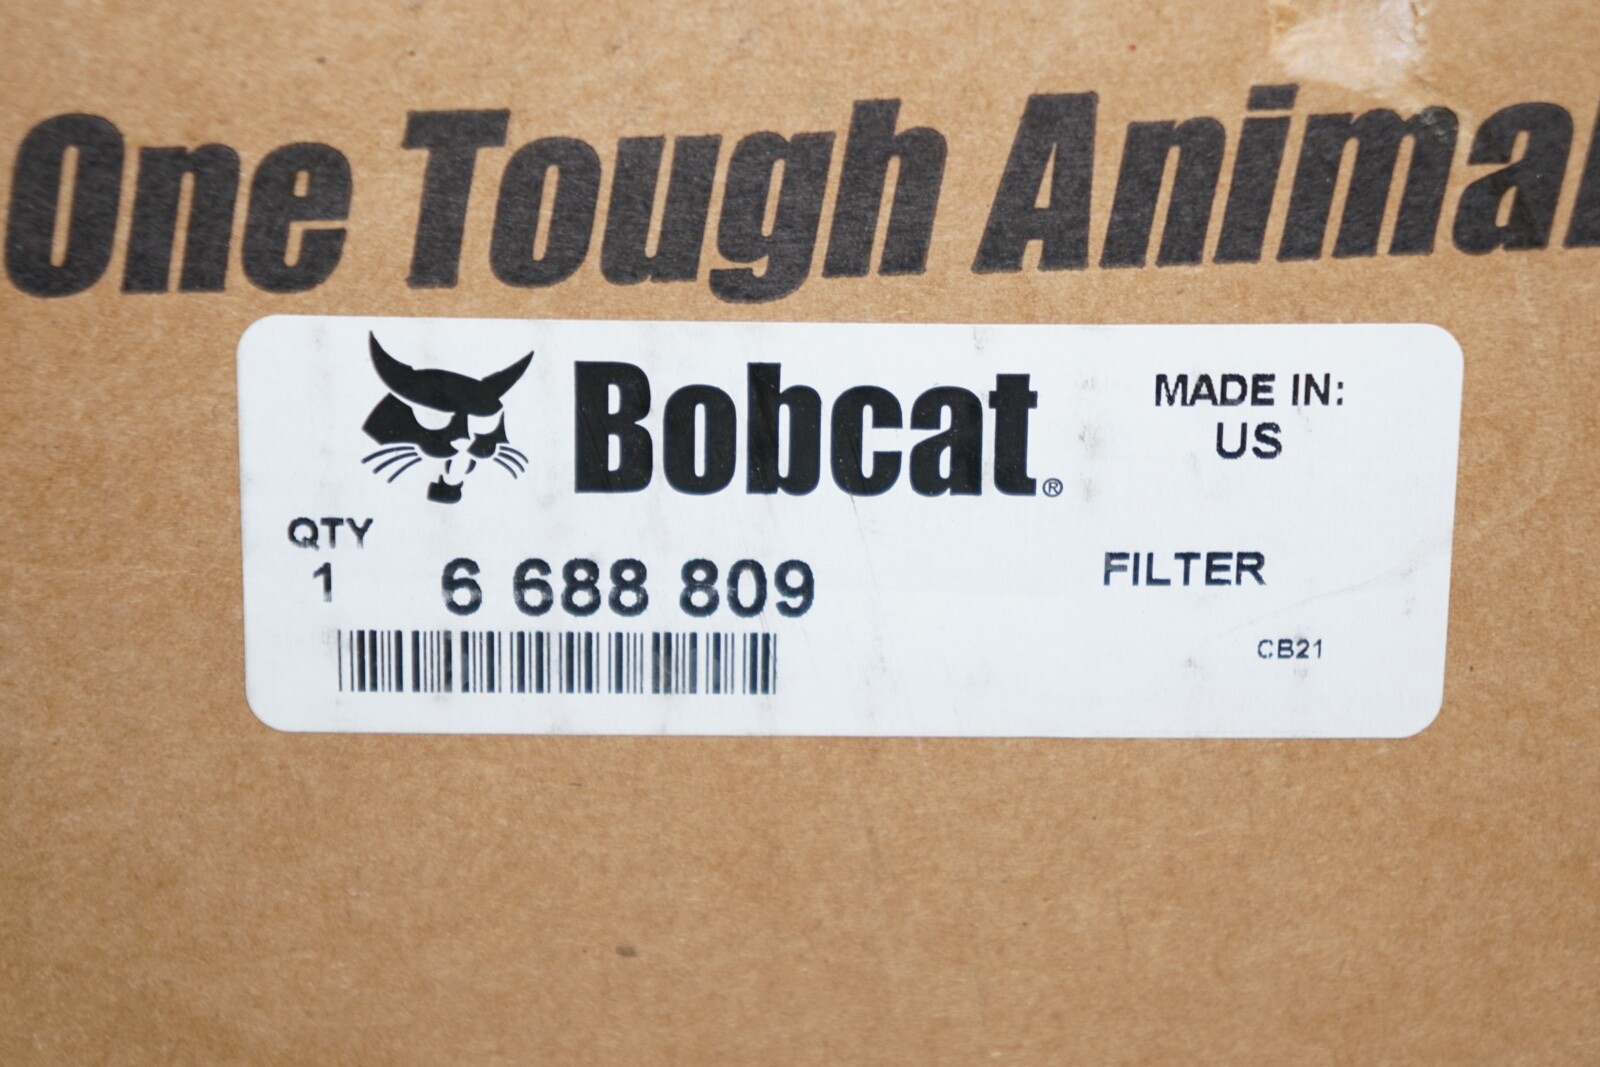 One Tough Animal
Bobcat®
MADE IN:
US
QTY
1
6 688 809
FILTER
CB21